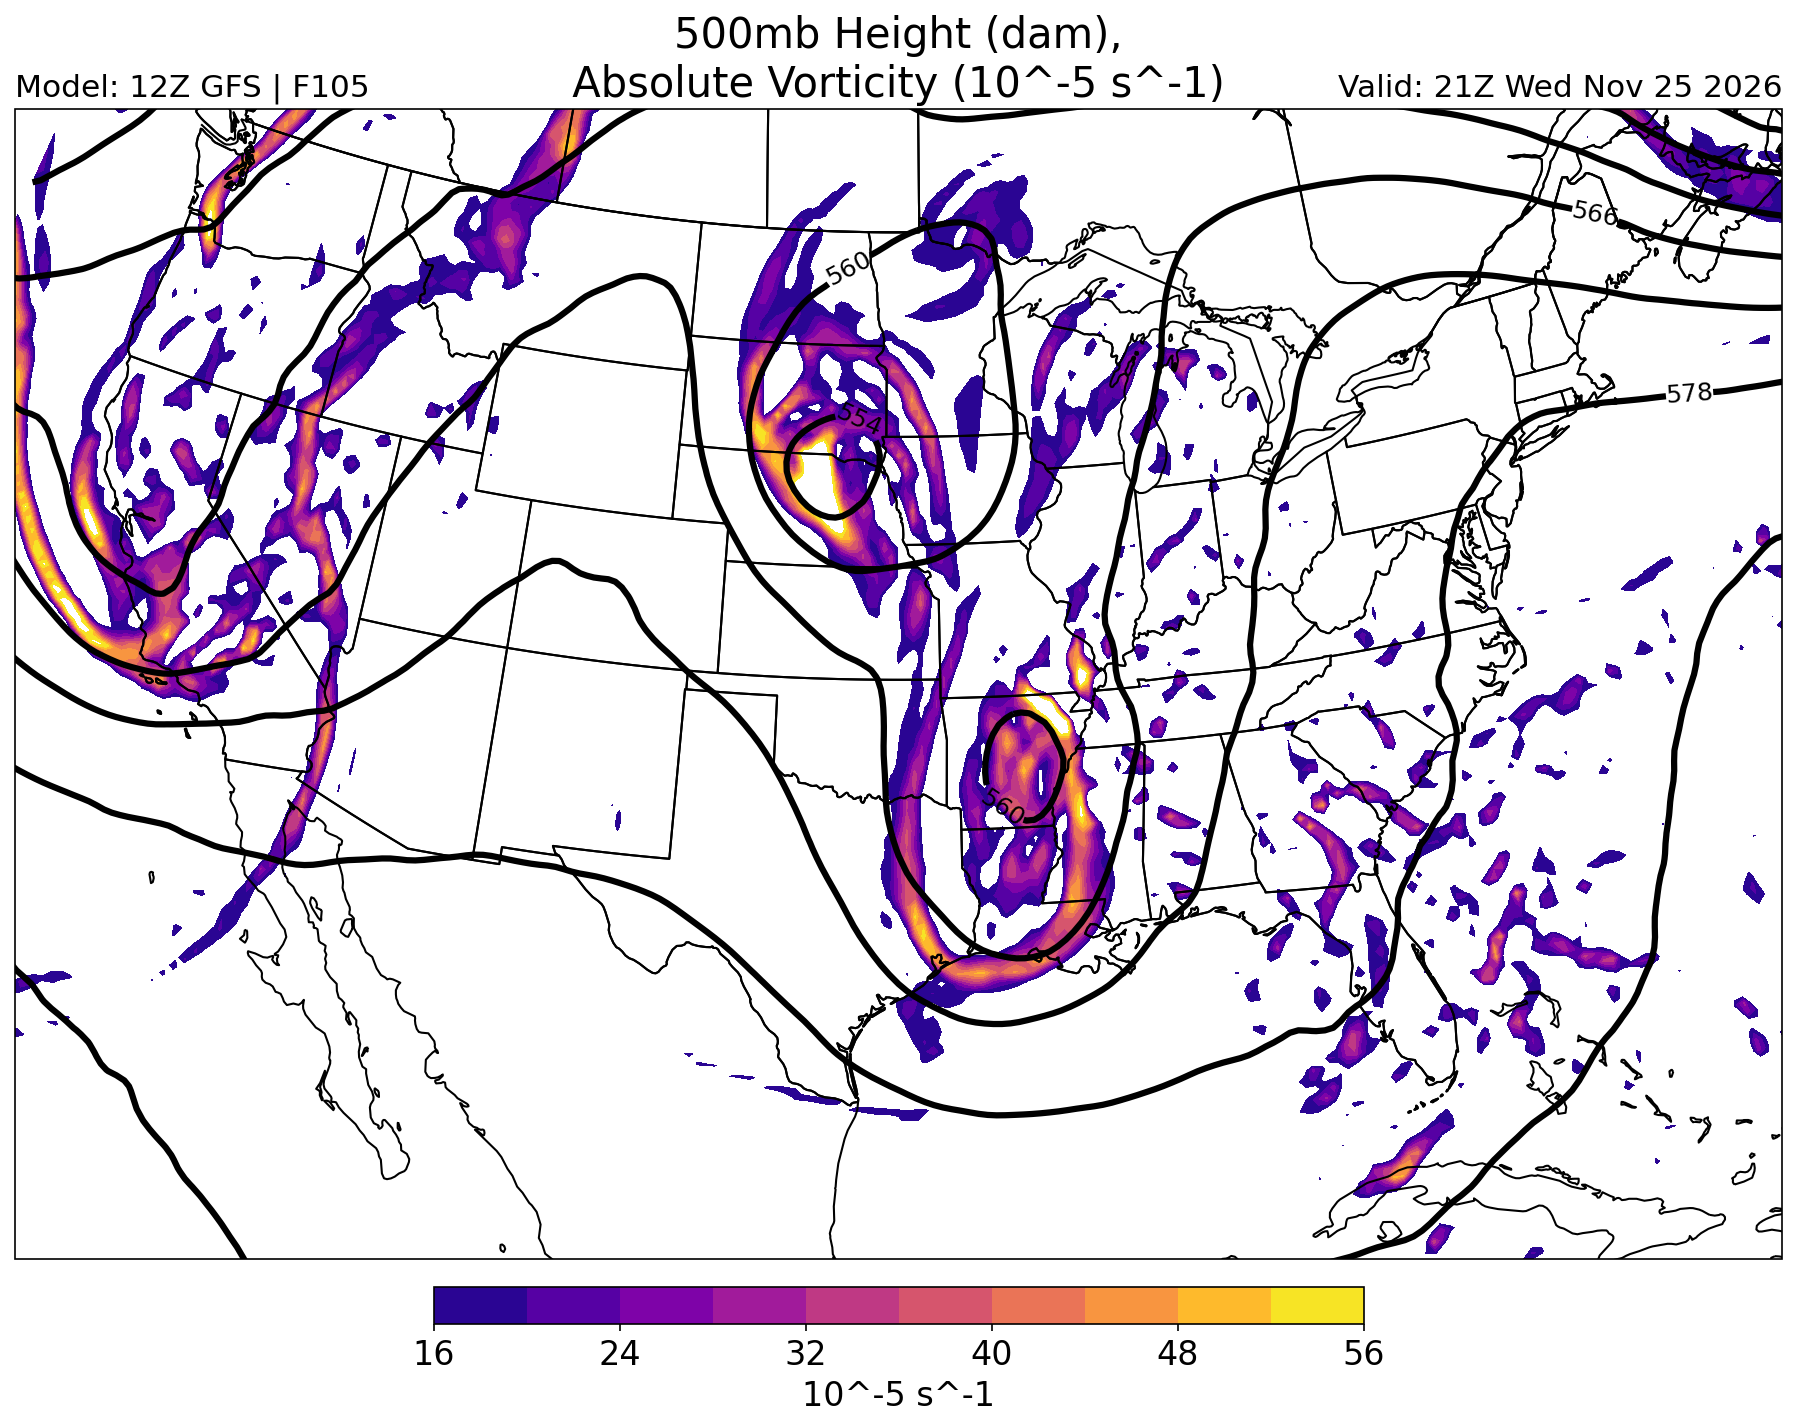 500mb Height (dam),
Model: 12Z GFS | F105
Absolute Vorticity (10^-5 s^-1)
Valid: 21Z Wed Nov 25 2026
566
560
578
554
560
16
24
32
40
48
56
10^-5 s^-1